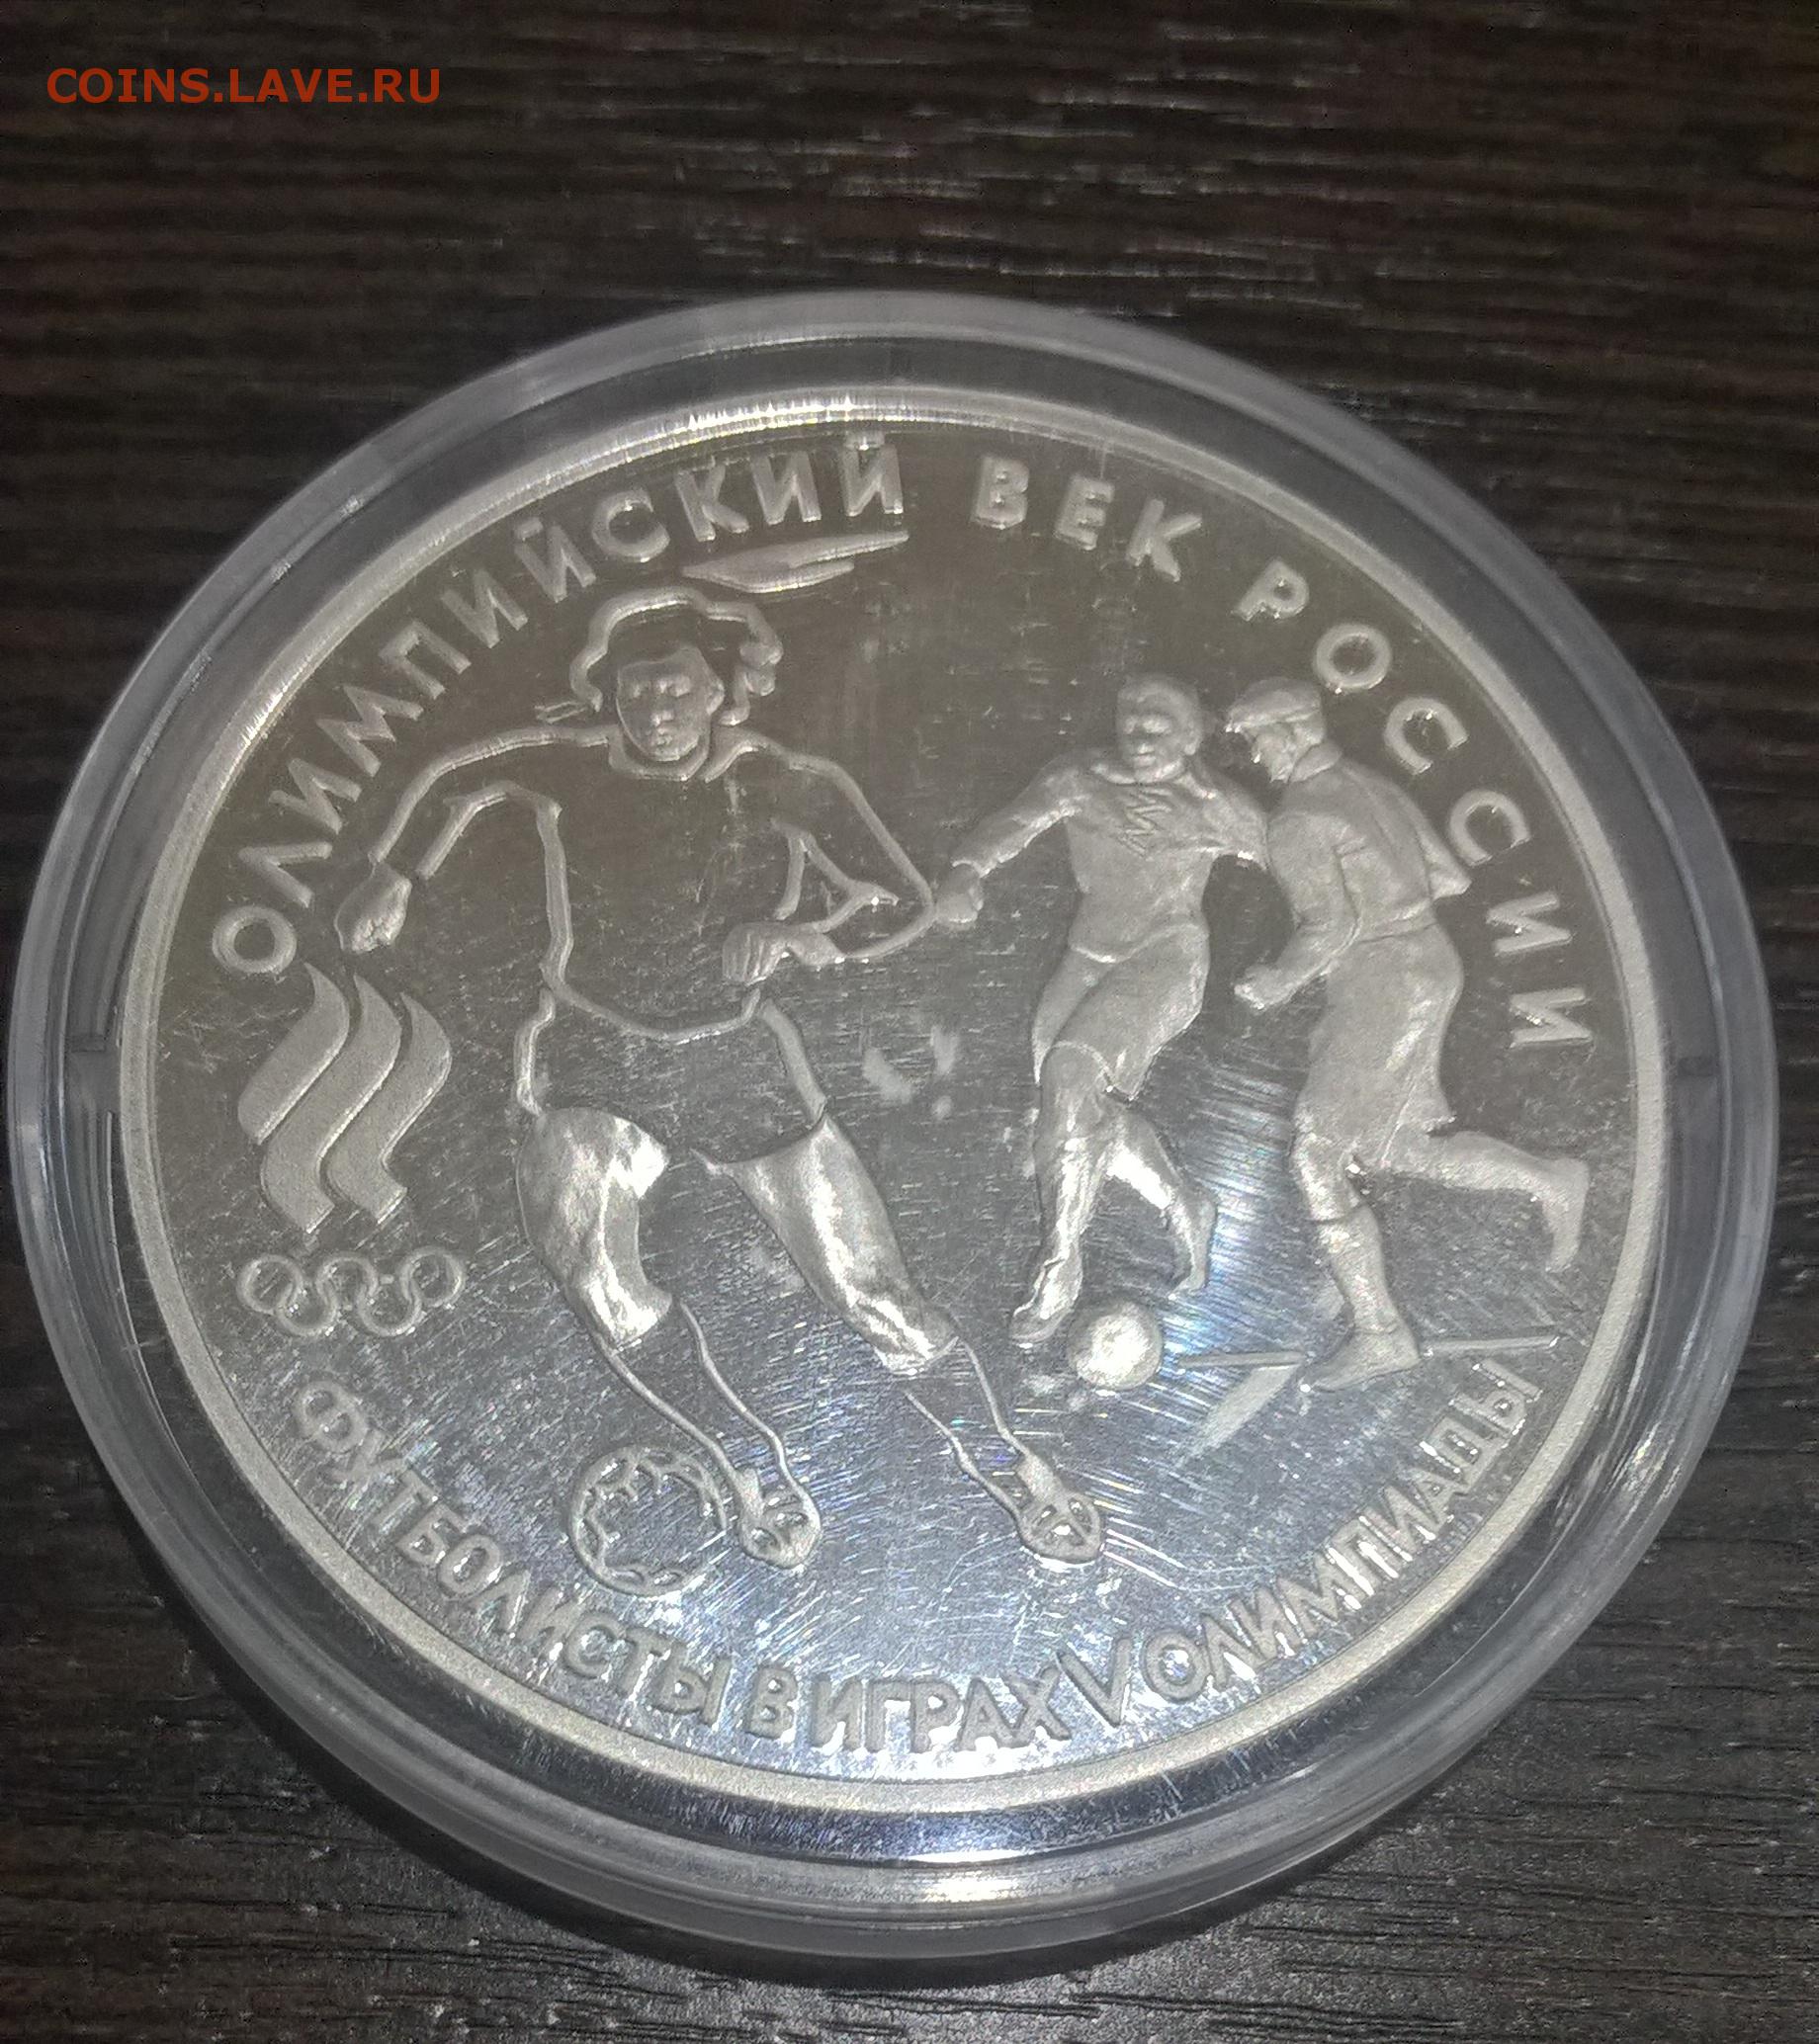 COINS.LAVE.RU
ОЛИМПИЙСКИЙ ВЕК РОССИИ
ФУТБОЛИСТЫ В ИГРАХ V ОЛИМПИАДЫ